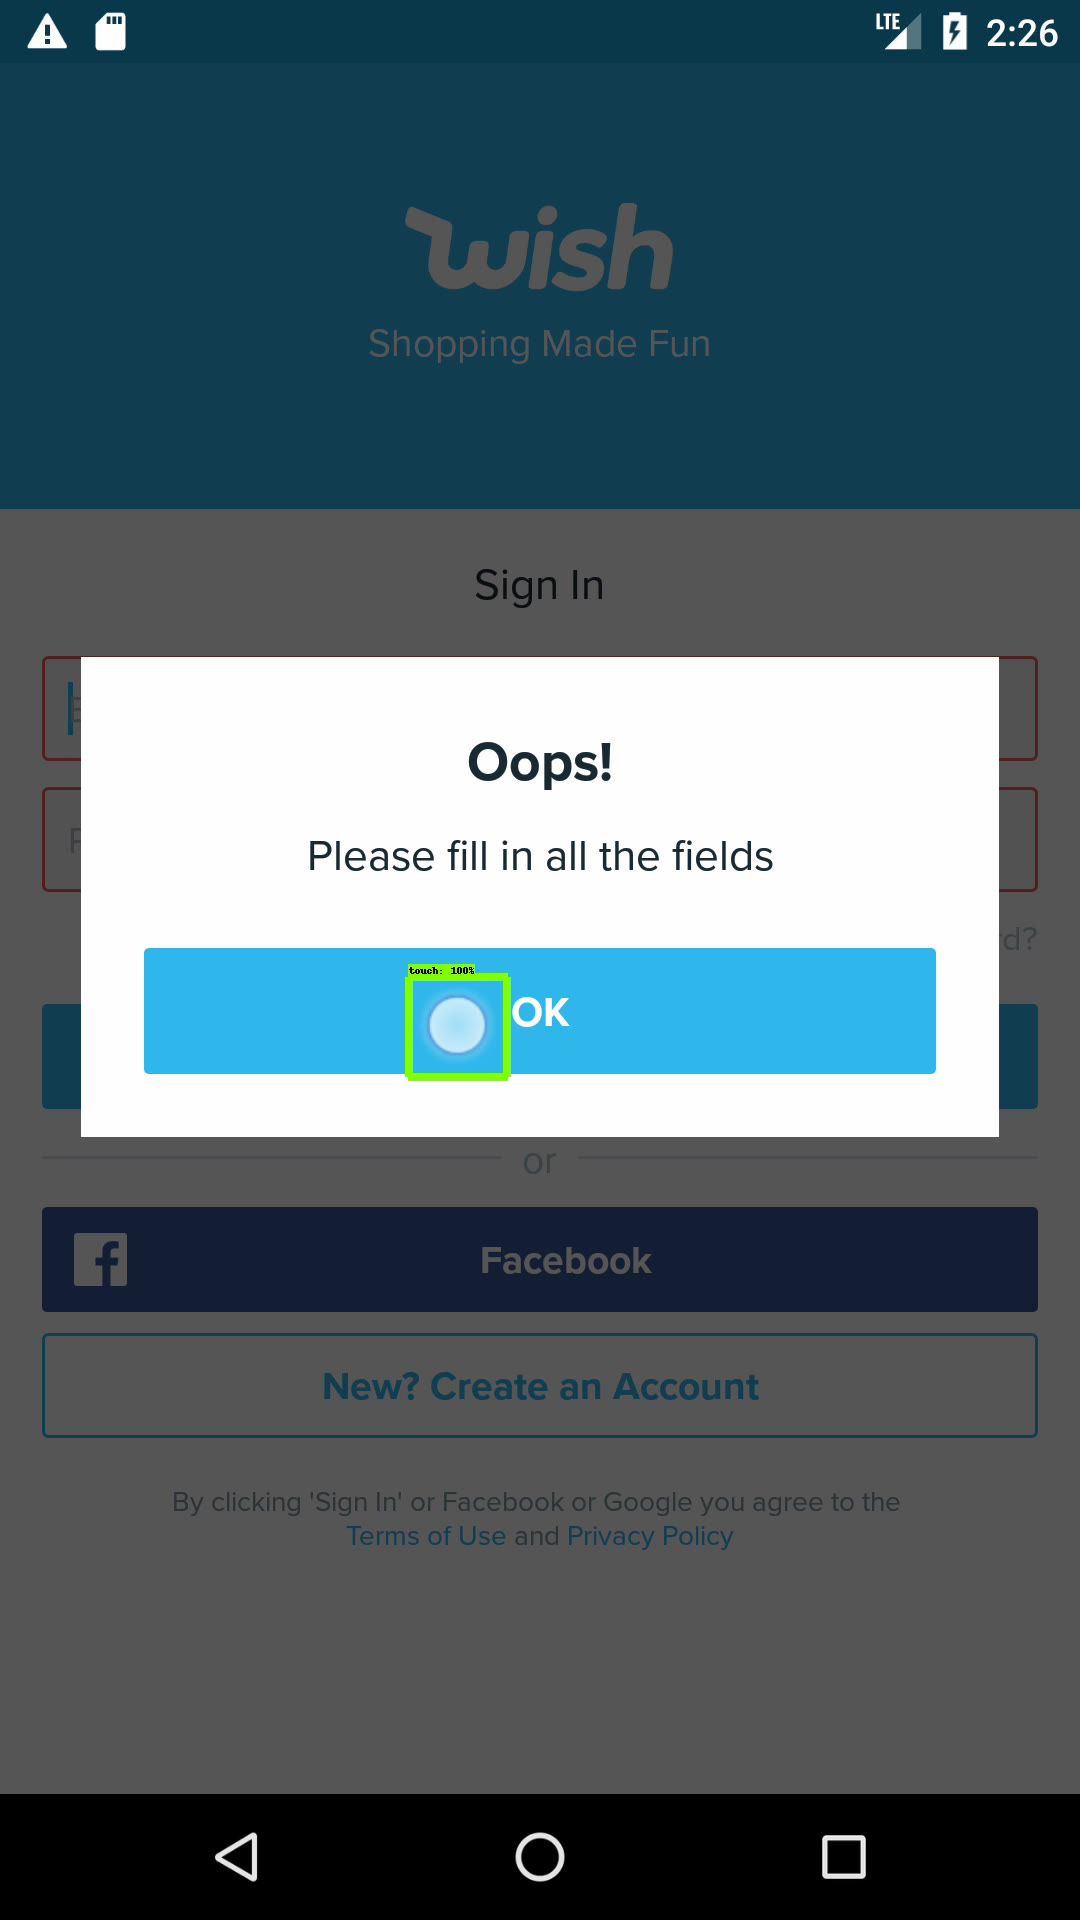 LTE 2:26
wish
Shopping Made Fun
Sign In
Oops!
Please fill in all the fields
rd?
touch: 100%
OK
or
Facebook
New? Create an Account
By clicking 'Sign In' or Facebook or Google you agree to the
Terms of Use and Privacy Policy